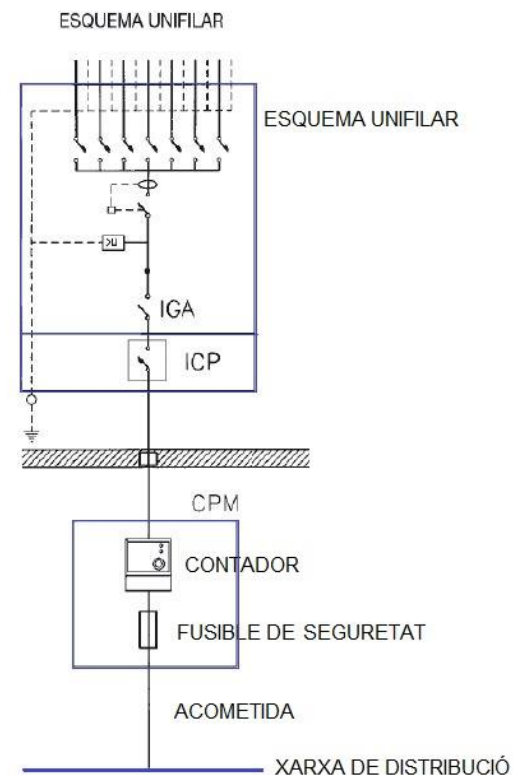 ESQUEMA UNIFILAR
ESQUEMA UNIFILAR
IGA
ICP
CPM
CONTADOR
FUSIBLE DE SEGURETAT
ACOMETIDA
XARXA DE DISTRIBUCIÓ